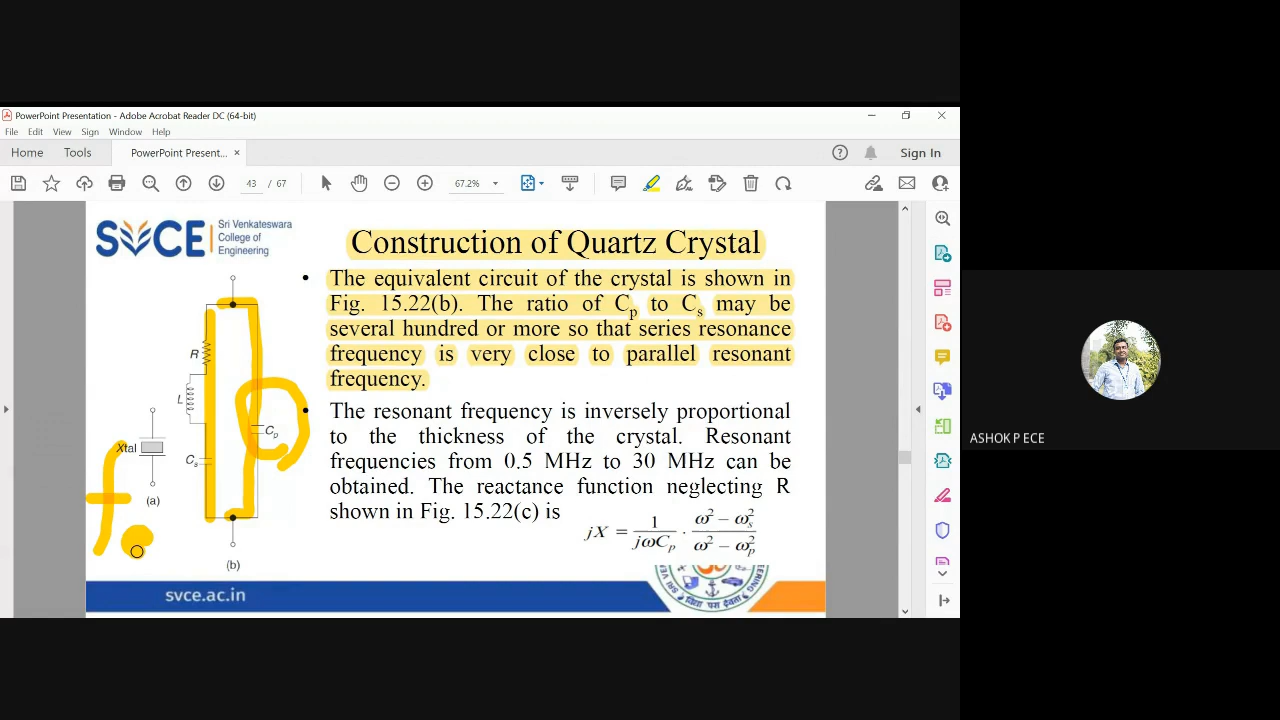 PowerPoint Presentation - Adobe Acrobat Reader DC (64-bit)
File Edit View Sign Window Help
Home Tools PowerPoint Present... × Sign In
43 / 67 67.2%
SVCE Sri Venkateswara
College of
Engineering
Construction of Quartz Crystal
• The equivalent circuit of the crystal is shown in
Fig. 15.22(b). The ratio of Cp to Cs may be
several hundred or more so that series resonance
frequency is very close to parallel resonant
frequency.
• The resonant frequency is inversely proportional
to the thickness of the crystal. Resonant
frequencies from 0.5 MHz to 30 MHz can be
obtained. The reactance function neglecting R
shown in Fig. 15.22(c) is
jX = 1/(jωCp) · (ω² − ωs²)/(ω² − ωp²)
R
L
Cp
Xtal
Cs
(a)
(b)
f
svce.ac.in
ASHOK P ECE